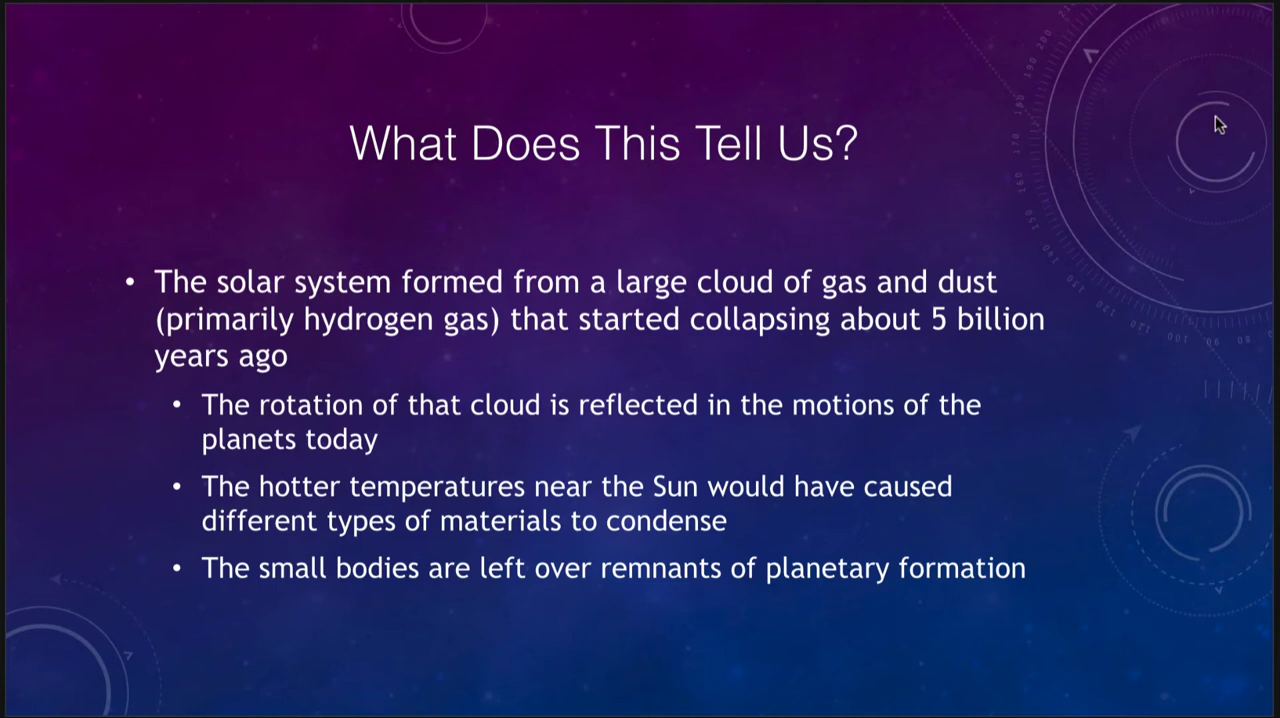 What Does This Tell Us?
• The solar system formed from a large cloud of gas and dust
(primarily hydrogen gas) that started collapsing about 5 billion
years ago
• The rotation of that cloud is reflected in the motions of the
planets today
• The hotter temperatures near the Sun would have caused
different types of materials to condense
• The small bodies are left over remnants of planetary formation